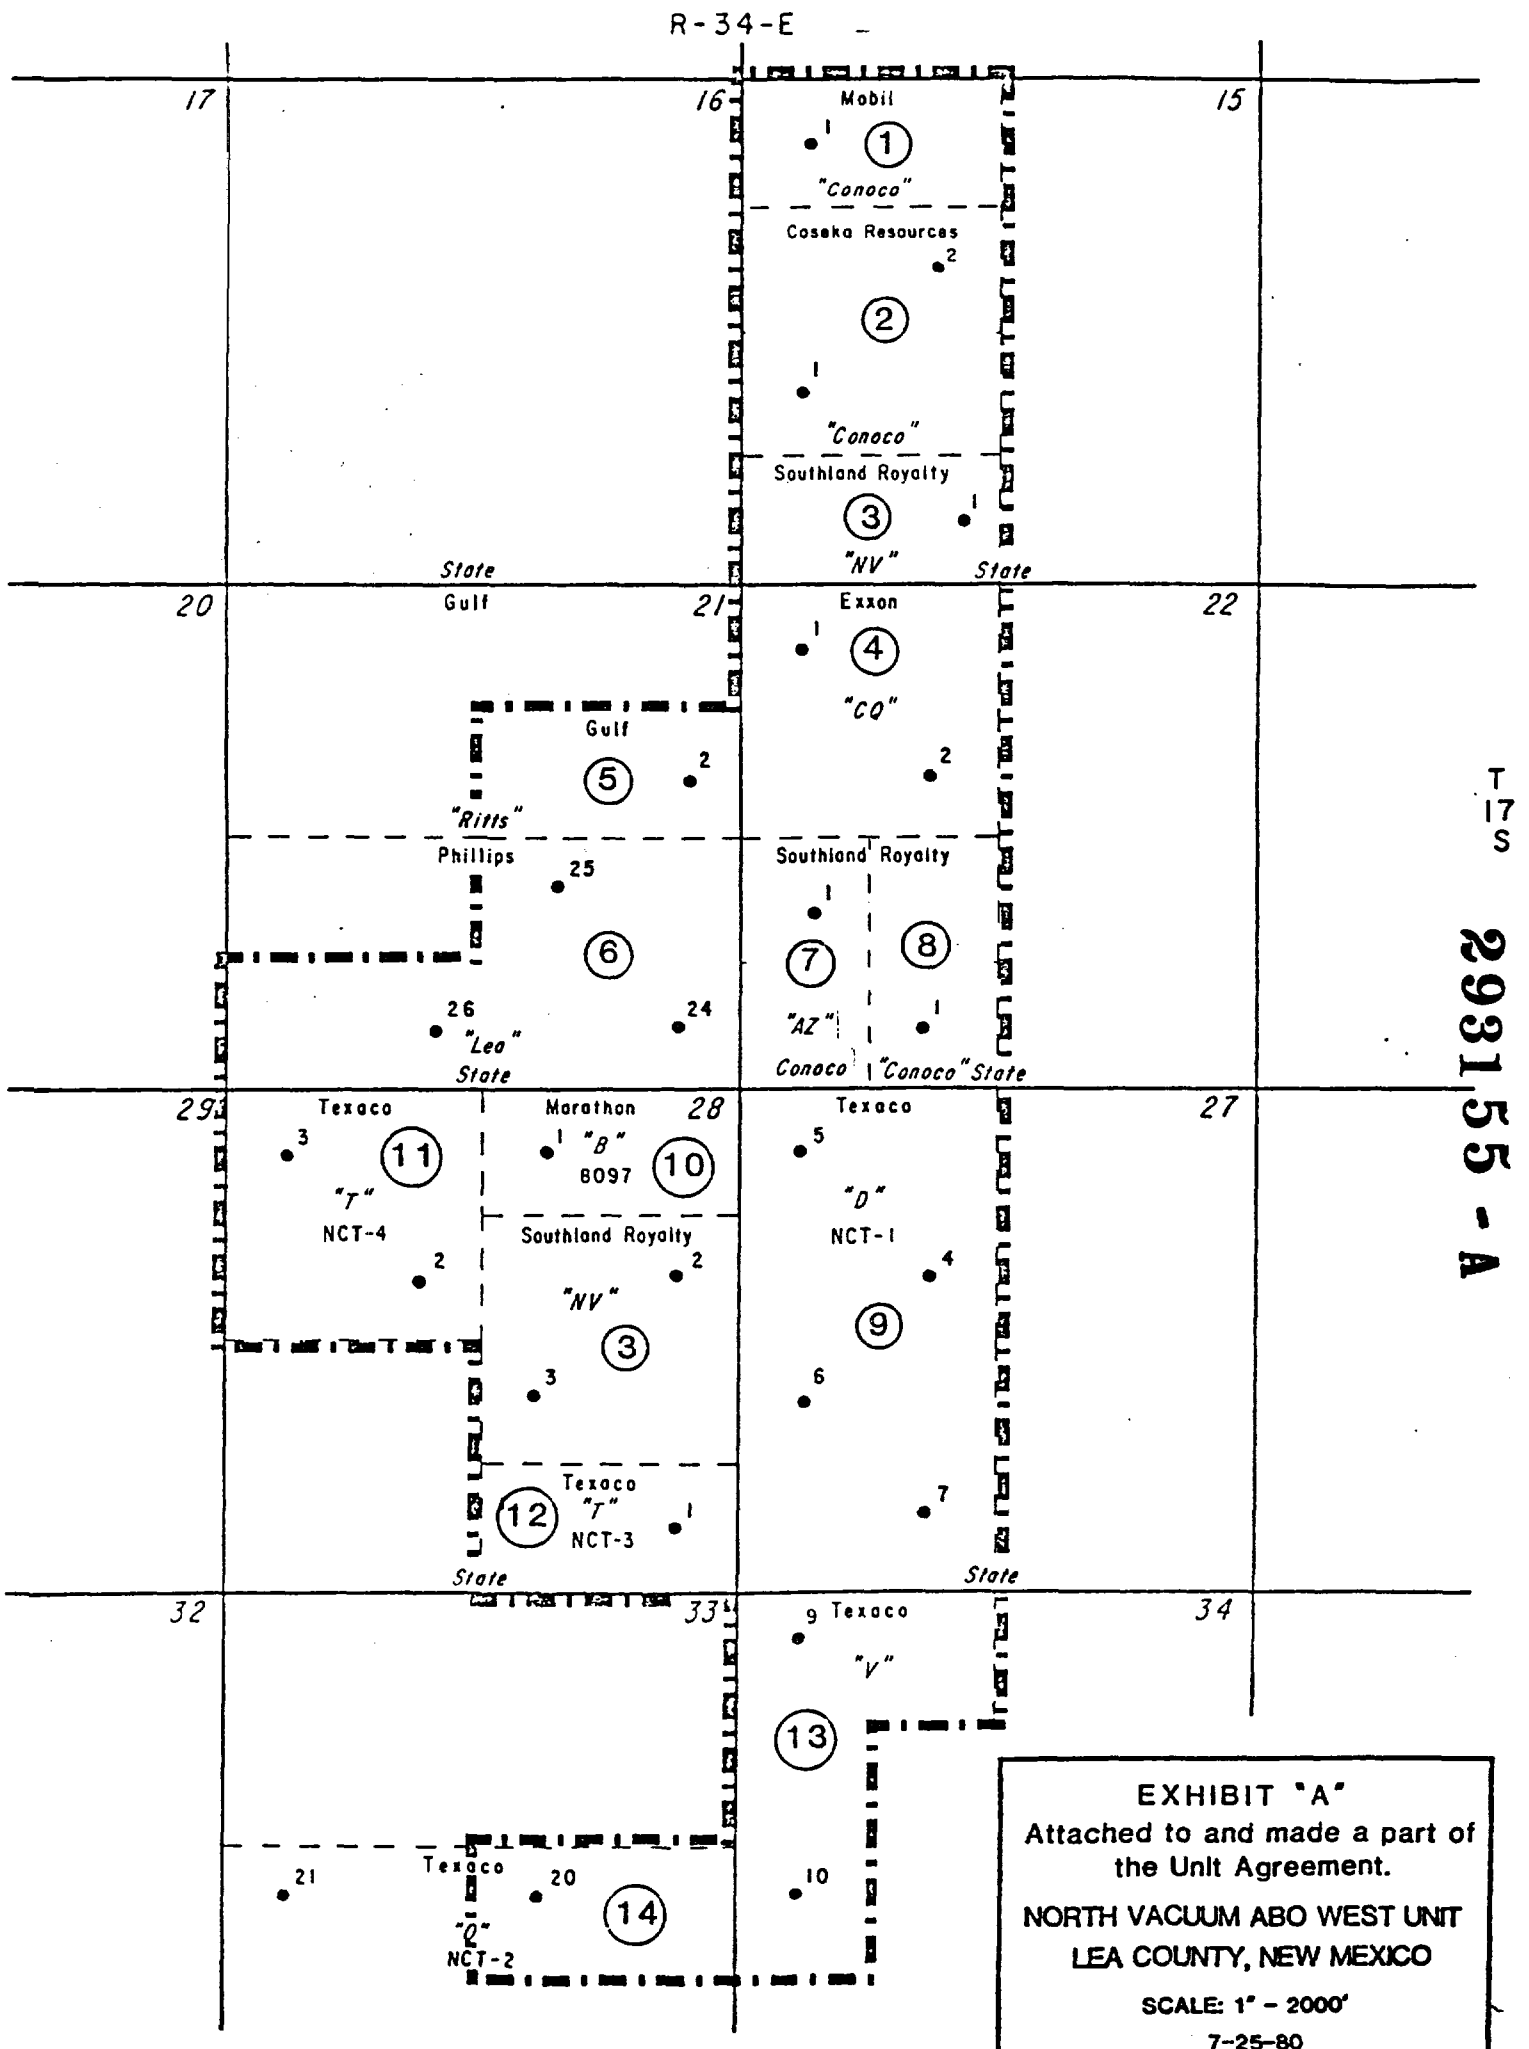 R-34-E
17
16
15
Mobil
1
1
"Conoco"
Coseka Resources
2
2
1
"Conoco"
Southland Royalty
3
1
"NV"
State
State
20
Gulf
21
Exxon
22
1
4
"CQ"
Gulf
5
2
2
"Ritts"
Phillips
Southland Royalty
25
1
6
7
8
26
"Lea"
24
"AZ"
1
State
Conoco
"Conoco" State
T
17
S
293155-A
29
Texaco
Marathon
28
Texaco
27
3
11
1
"B"
8097
10
5
"T"
NCT-4
"D"
NCT-1
Southland Royalty
2
2
4
"NV"
3
9
3
6
Texaco
12
"T"
NCT-3
1
7
State
State
32
33
9
Texaco
34
"V"
13
Texaco
21
20
14
10
"Q"
NCT-2
EXHIBIT "A"
Attached to and made a part of
the Unit Agreement.
NORTH VACUUM ABO WEST UNIT
LEA COUNTY, NEW MEXICO
SCALE: 1" - 2000'
7-25-80